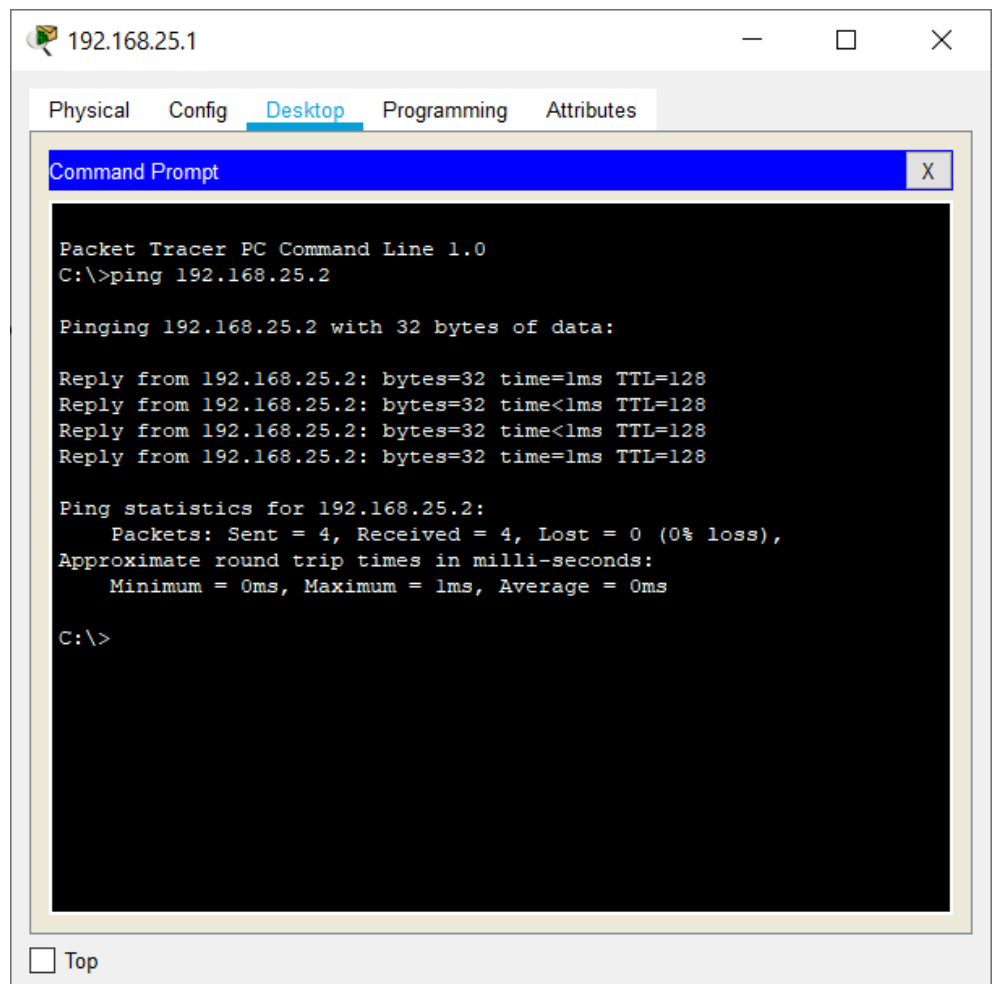 192.168.25.1
Physical Config Desktop Programming Attributes
Command Prompt X
Packet Tracer PC Command Line 1.0
C:\>ping 192.168.25.2
Pinging 192.168.25.2 with 32 bytes of data:
Reply from 192.168.25.2: bytes=32 time=1ms TTL=128
Reply from 192.168.25.2: bytes=32 time<1ms TTL=128
Reply from 192.168.25.2: bytes=32 time<1ms TTL=128
Reply from 192.168.25.2: bytes=32 time=1ms TTL=128
Ping statistics for 192.168.25.2:
    Packets: Sent = 4, Received = 4, Lost = 0 (0% loss),
Approximate round trip times in milli-seconds:
    Minimum = 0ms, Maximum = 1ms, Average = 0ms
C:\>
Top